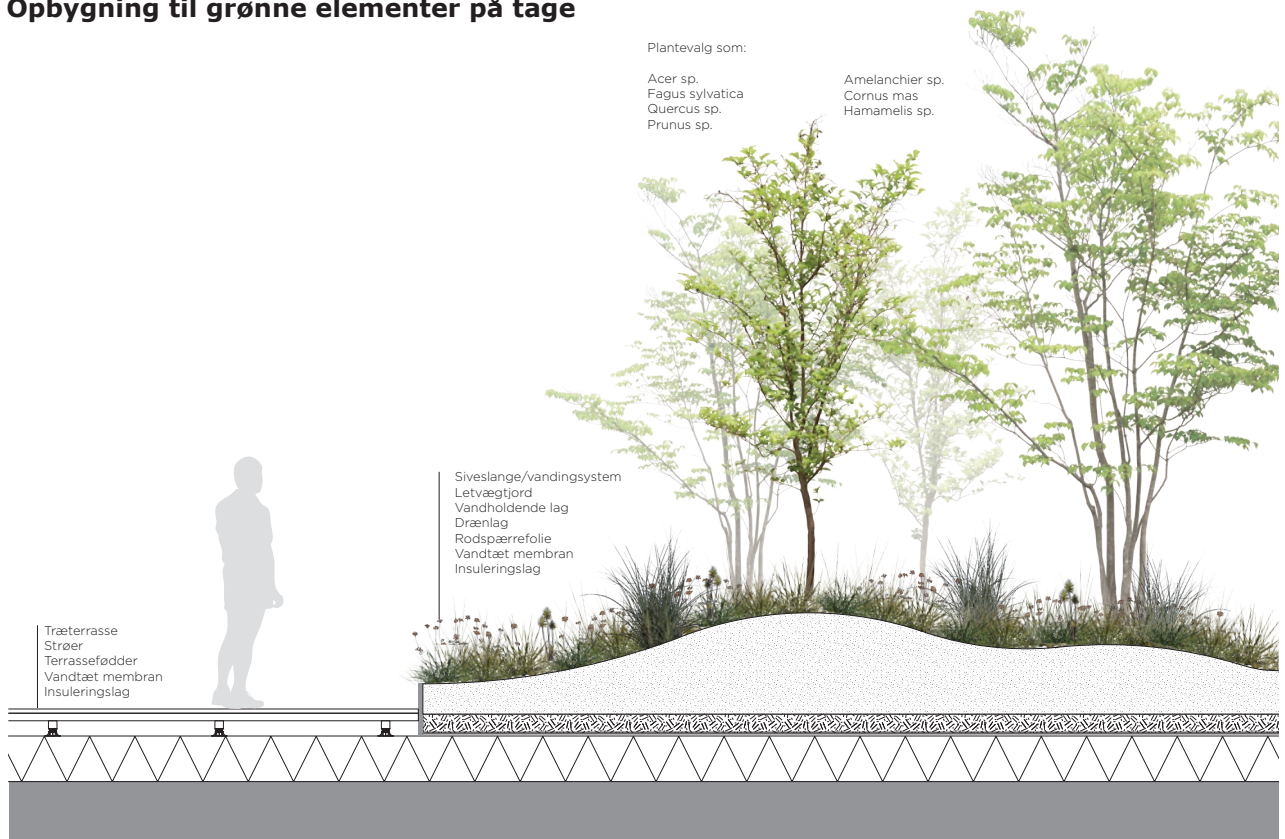 Opbygning til grønne elementer på tage
Plantevalg som:
Acer sp.
Fagus sylvatica
Quercus sp.
Prunus sp.
Amelanchier sp.
Cornus mas
Hamamelis sp.
Siveslange/vandingsystem
Letvægtjord
Vandholdende lag
Drænlag
Rodspærrefolie
Vandtæt membran
Insuleringslag
Træterrasse
Strøer
Terrassefødder
Vandtæt membran
Insuleringslag